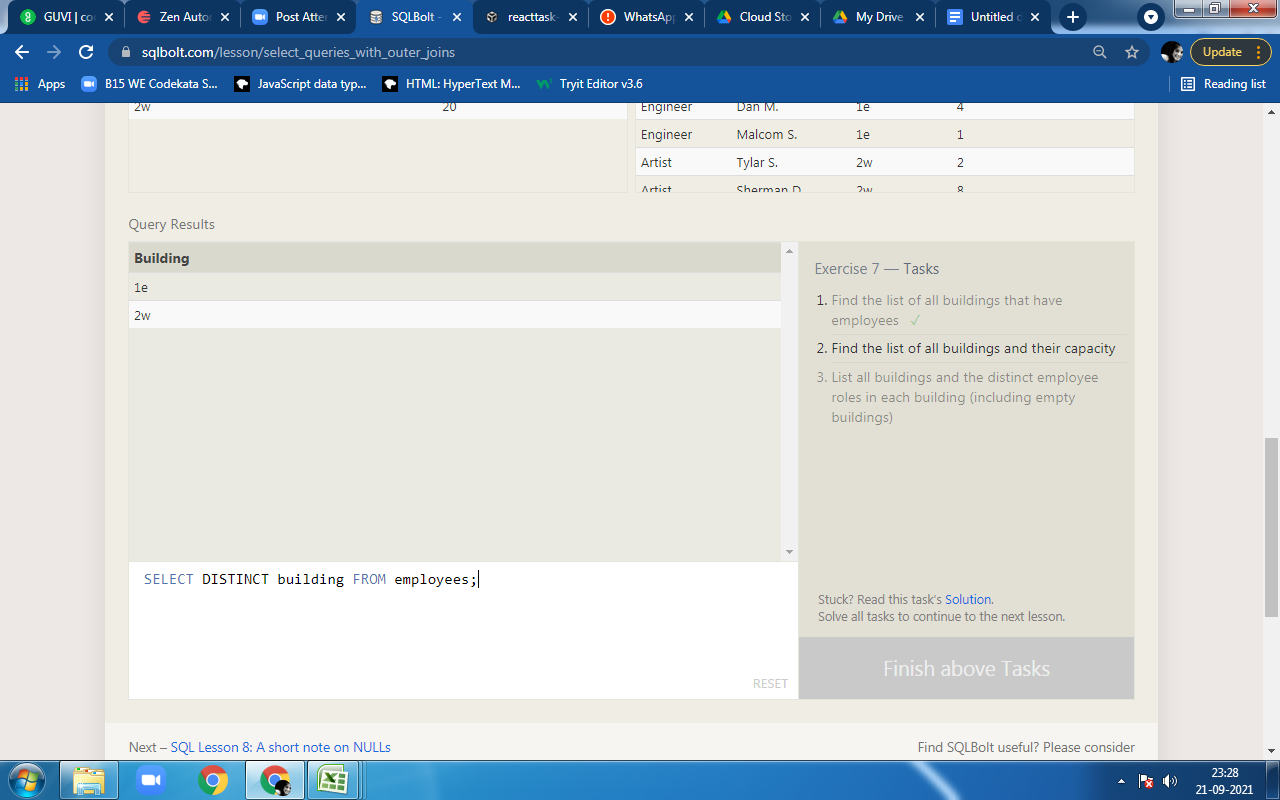 GUVI | co
Zen Auto
Post Atte
SQLBolt -
reacttask-
WhatsApp
Cloud Sto
My Drive
Untitled
sqlbolt.com/lesson/select_queries_with_outer_joins
Update
Apps
B15 WE Codekata S...
JavaScript data typ...
HTML: HyperText M...
Tryit Editor v3.6
Reading list
2w 20
Engineer Dan M. 1e 4
Engineer Malcom S. 1e 1
Artist Tylar S. 2w 2
Artist Sherman D. 2w 8
Query Results
Building
1e
2w
Exercise 7 — Tasks
1. Find the list of all buildings that have
employees ✓
2. Find the list of all buildings and their capacity
3. List all buildings and the distinct employee
roles in each building (including empty
buildings)
SELECT DISTINCT building FROM employees;
RESET
Stuck? Read this task's Solution.
Solve all tasks to continue to the next lesson.
Finish above Tasks
Next – SQL Lesson 8: A short note on NULLs
Find SQLBolt useful? Please consider
23:28
21-09-2021